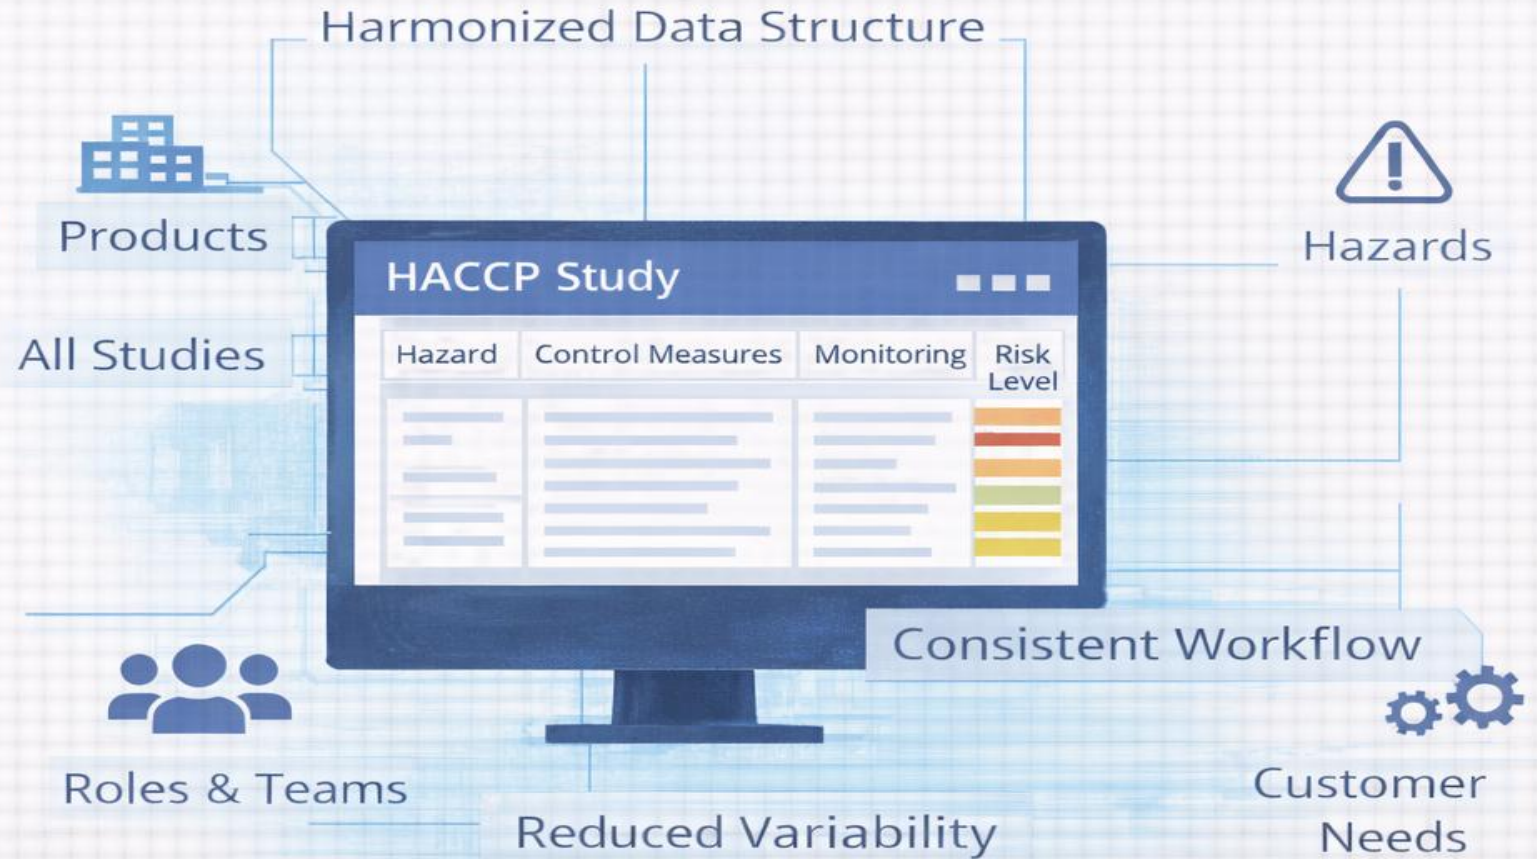 Harmonized Data Structure
Products
Hazards
HACCP Study
All Studies
Hazard
Control Measures
Monitoring
Risk
Level
Consistent Workflow
Roles & Teams
Customer
Needs
Reduced Variability